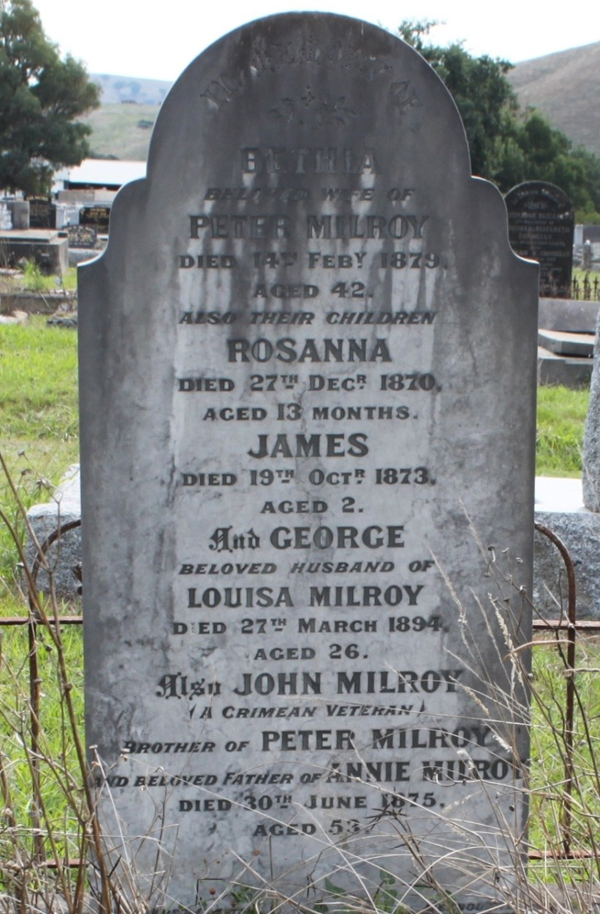 In Memory of
BETHIA
BELOVED WIFE OF
PETER MILROY
DIED 14TH FEBY 1879.
AGED 42.
ALSO THEIR CHILDREN
ROSANNA
DIED 27TH DECR 1870.
AGED 13 MONTHS.
JAMES
DIED 19TH OCTR 1873.
AGED 2.
And GEORGE
BELOVED HUSBAND OF
LOUISA MILROY
DIED 27TH MARCH 1894.
AGED 26.
Also JOHN MILROY
(A CRIMEAN VETERAN)
BROTHER OF PETER MILROY
AND BELOVED FATHER OF ANNIE MILROY
DIED 30TH JUNE 1875.
AGED 53.